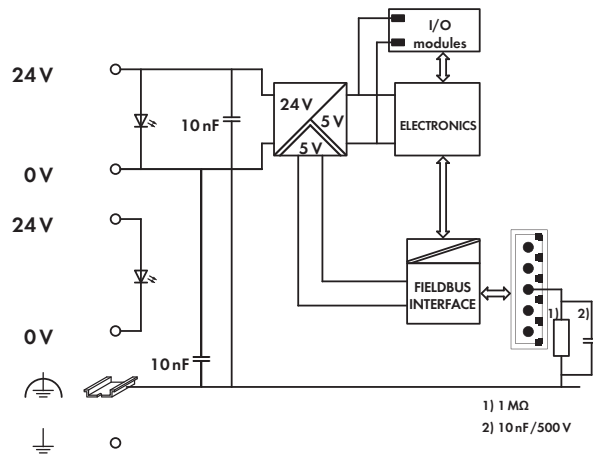 I/O
modules
24 V
24 V
10 nF
5 V
ELECTRONICS
5 V
0 V
24 V
FIELDBUS
INTERFACE
1)
2)
0 V
10 nF
1) 1 MΩ
2) 10 nF/500 V